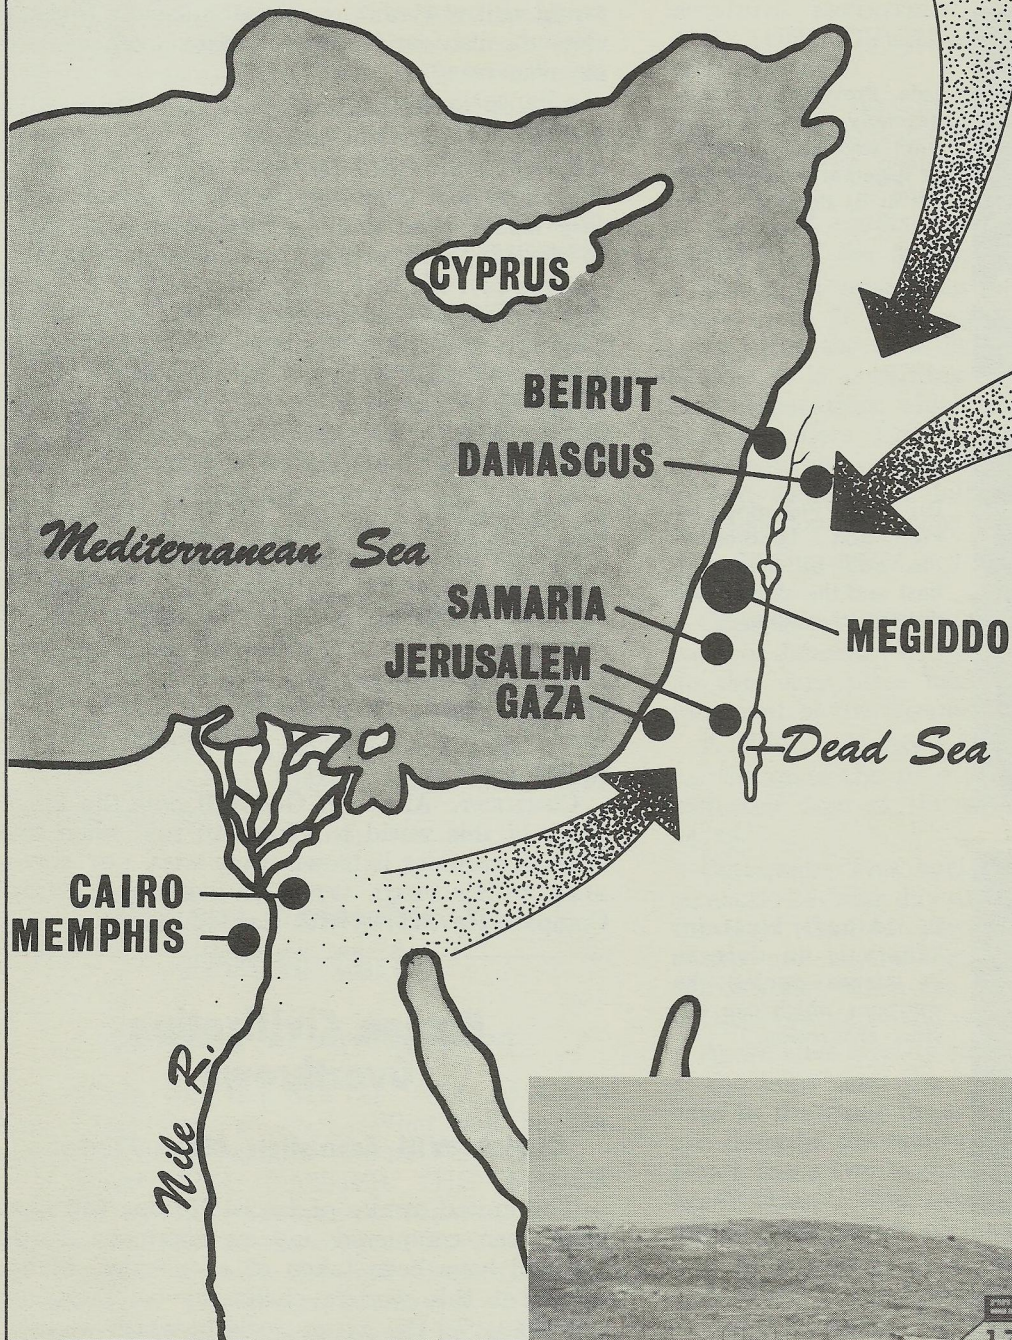 CYPRUS
BEIRUT
DAMASCUS
Mediterranean Sea
SAMARIA
MEGIDDO
JERUSALEM
GAZA
Dead Sea
CAIRO
MEMPHIS
Nile R.